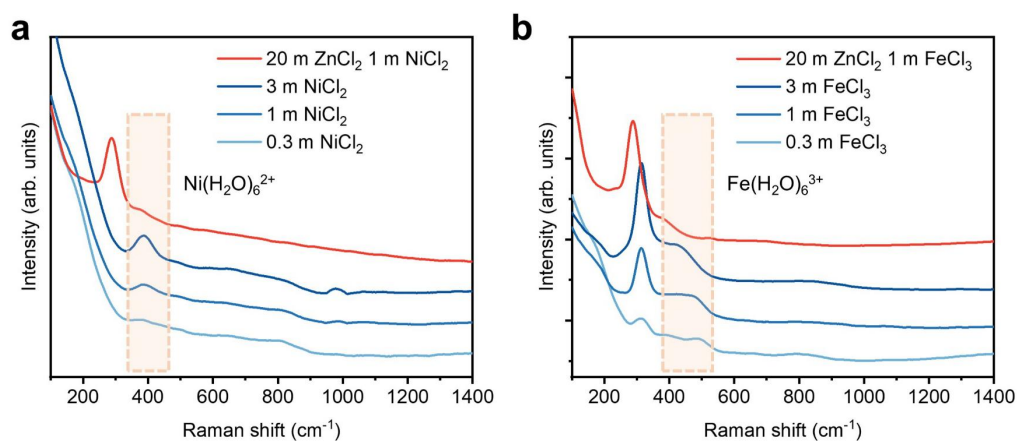 a
20 m ZnCl₂ 1 m NiCl₂
3 m NiCl₂
1 m NiCl₂
0.3 m NiCl₂
Ni(H₂O)₆²⁺
Intensity (arb. units)
200 400 600 800 1000 1200 1400
Raman shift (cm⁻¹)
b
20 m ZnCl₂ 1 m FeCl₃
3 m FeCl₃
1 m FeCl₃
0.3 m FeCl₃
Fe(H₂O)₆³⁺
Intensity (arb. units)
200 400 600 800 1000 1200 1400
Raman shift (cm⁻¹)